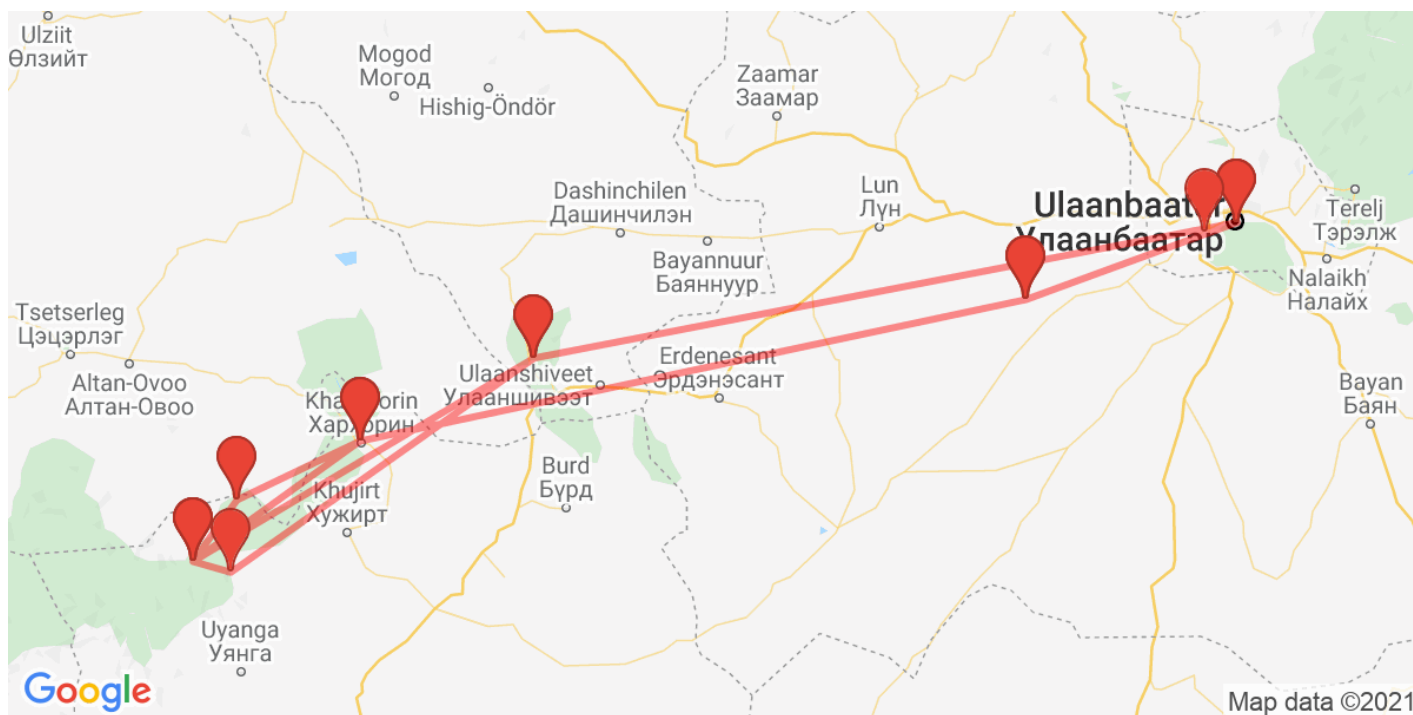 Ulziit
Өлзийт
Mogod
Могод
Hishig-Öndör
Zaamar
Заамар
Dashinchilen
Дашинчилэн
Lun
Лүн
Bayannuur
Баяннуур
Ulaanbaatar
Улаанбаатар
Terelj
Тэрэлж
Nalaikh
Налайх
Tsetserleg
Цэцэрлэг
Altan-Ovoo
Алтан-Овоо
Ulaanshiveet
Улааншивээт
Erdenesant
Эрдэнэсант
Bayan
Баян
Khujirt
Хужирт
Burd
Бүрд
Uyanga
Уянга
Google
Map data ©2021